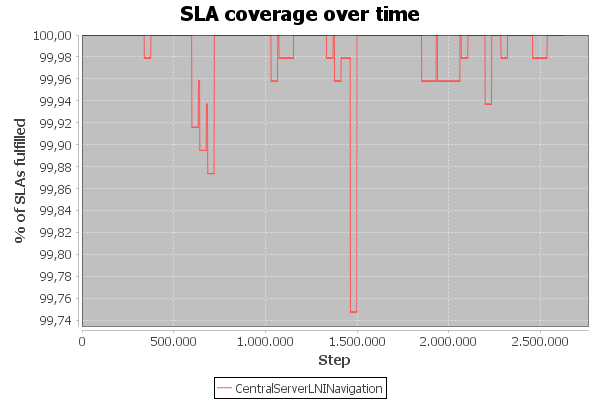 SLA coverage over time
% of SLAs fulfilled
100,00
99,98
99,96
99,94
99,92
99,90
99,88
99,86
99,84
99,82
99,80
99,78
99,76
99,74
0 500.000 1.000.000 1.500.000 2.000.000 2.500.000
Step
CentralServerLNINavigation